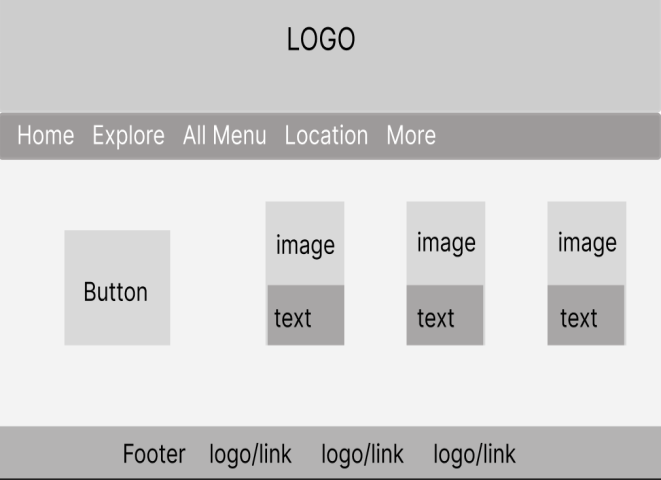 LOGO
Home Explore All Menu Location More
image image image
Button
text text text
Footer logo/link logo/link logo/link